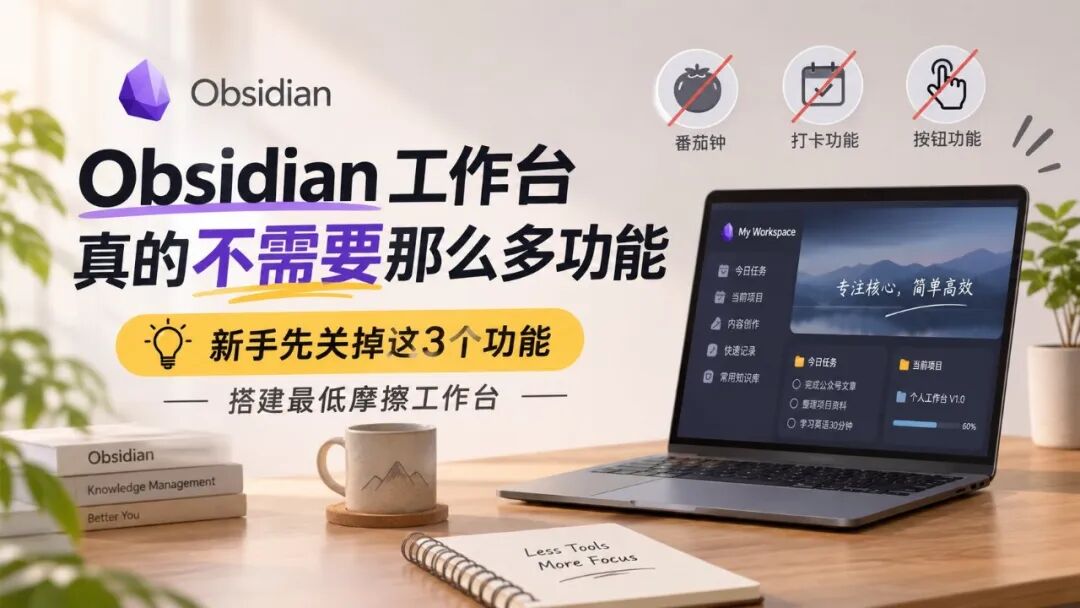 Obsidian
番茄钟
打卡功能
按钮功能
Obsidian 工作台
真的不需要那么多功能
新手先关掉这3个功能
搭建最低摩擦工作台
My Workspace
今日任务
当前项目
内容创作
快速记录
常用知识库
专注核心，简单高效
今日任务
完成公众号文章
整理项目资料
学习英语30分钟
当前项目
个人工作台 V1.0
60%
Obsidian
Knowledge Management
Better You
Less Tools
More Focus